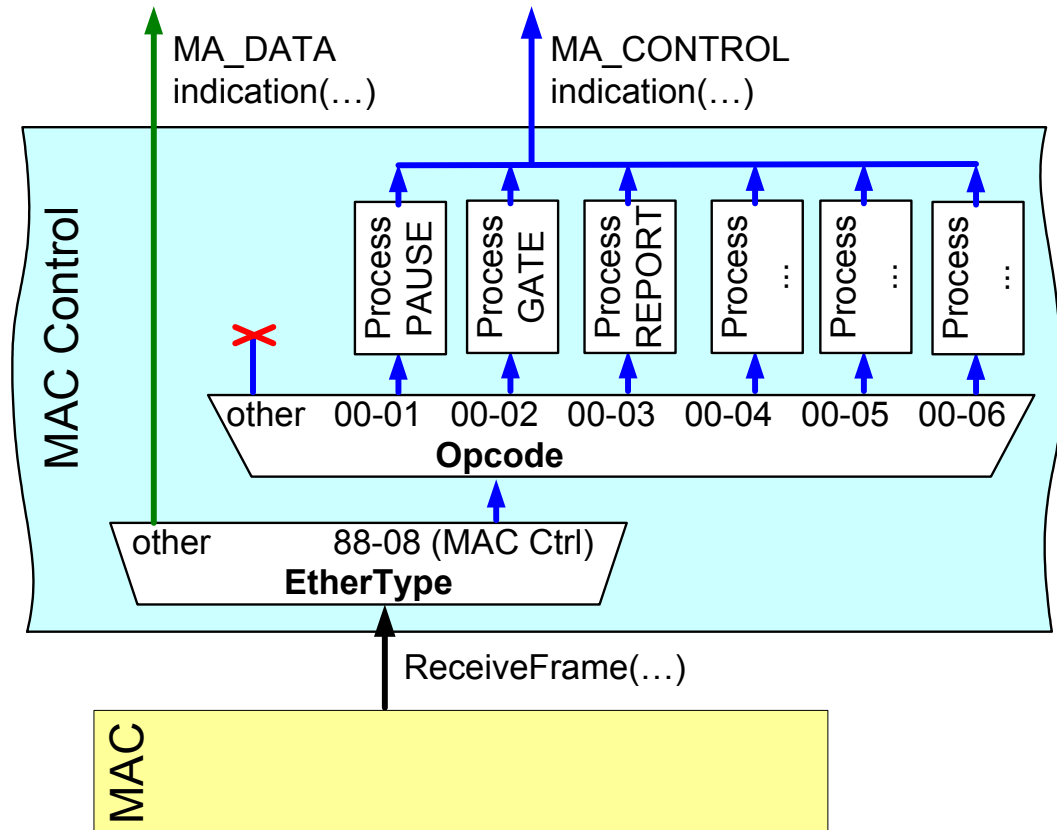 MA_DATA
indication(…)
MA_CONTROL
indication(…)
MAC Control
Process
PAUSE
Process
GATE
Process
REPORT
Process
...
Process
...
Process
...
other 00-01 00-02 00-03 00-04 00-05 00-06
Opcode
other 88-08 (MAC Ctrl)
EtherType
ReceiveFrame(…)
MAC